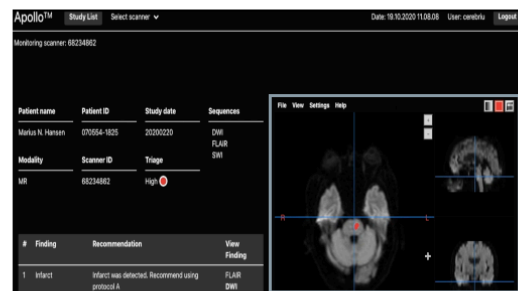 Apollo™ Study List Select scanner Date: 19.10.2020 11.08.08 User: cerebriu Logout
Monitoring scanner: 68234862
Patient name Patient ID Study date Sequences
Marius N. Hansen 070554-1825 20200220 DWI
FLAIR
SWI
Modality Scanner ID Triage
MR 68234862 High
# Finding Recommendation View Finding
1 Infarct Infarct was detected. Recommend using protocol A FLAIR
DWI
File View Settings Help
R L